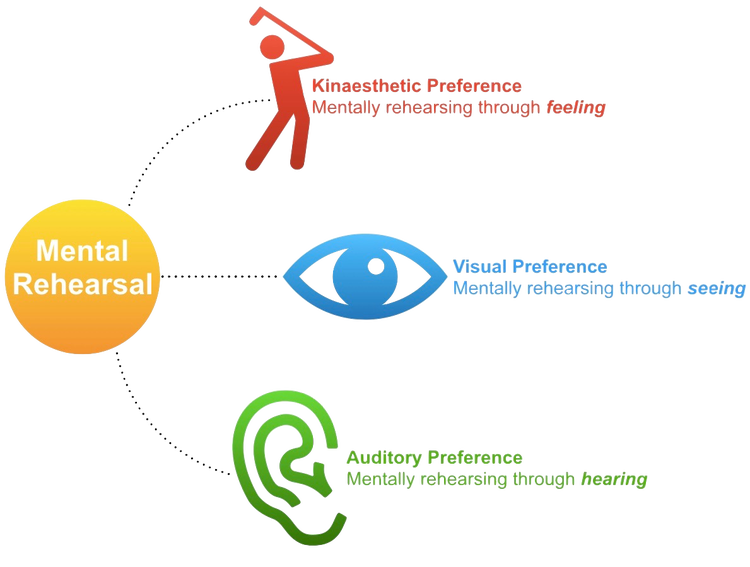 Kinaesthetic Preference
Mentally rehearsing through feeling
Mental
Rehearsal
Visual Preference
Mentally rehearsing through seeing
Auditory Preference
Mentally rehearsing through hearing